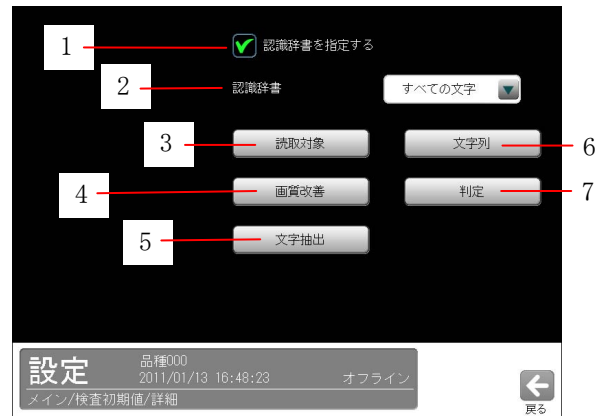 1
認識辞書を指定する
2
認識辞書
すべての文字
3
読取対象
文字列
6
4
画質改善
判定
7
5
文字抽出
設定
品種000
2011/01/13 16:48:23
オフライン
メイン/検査初期値/詳細
戻る